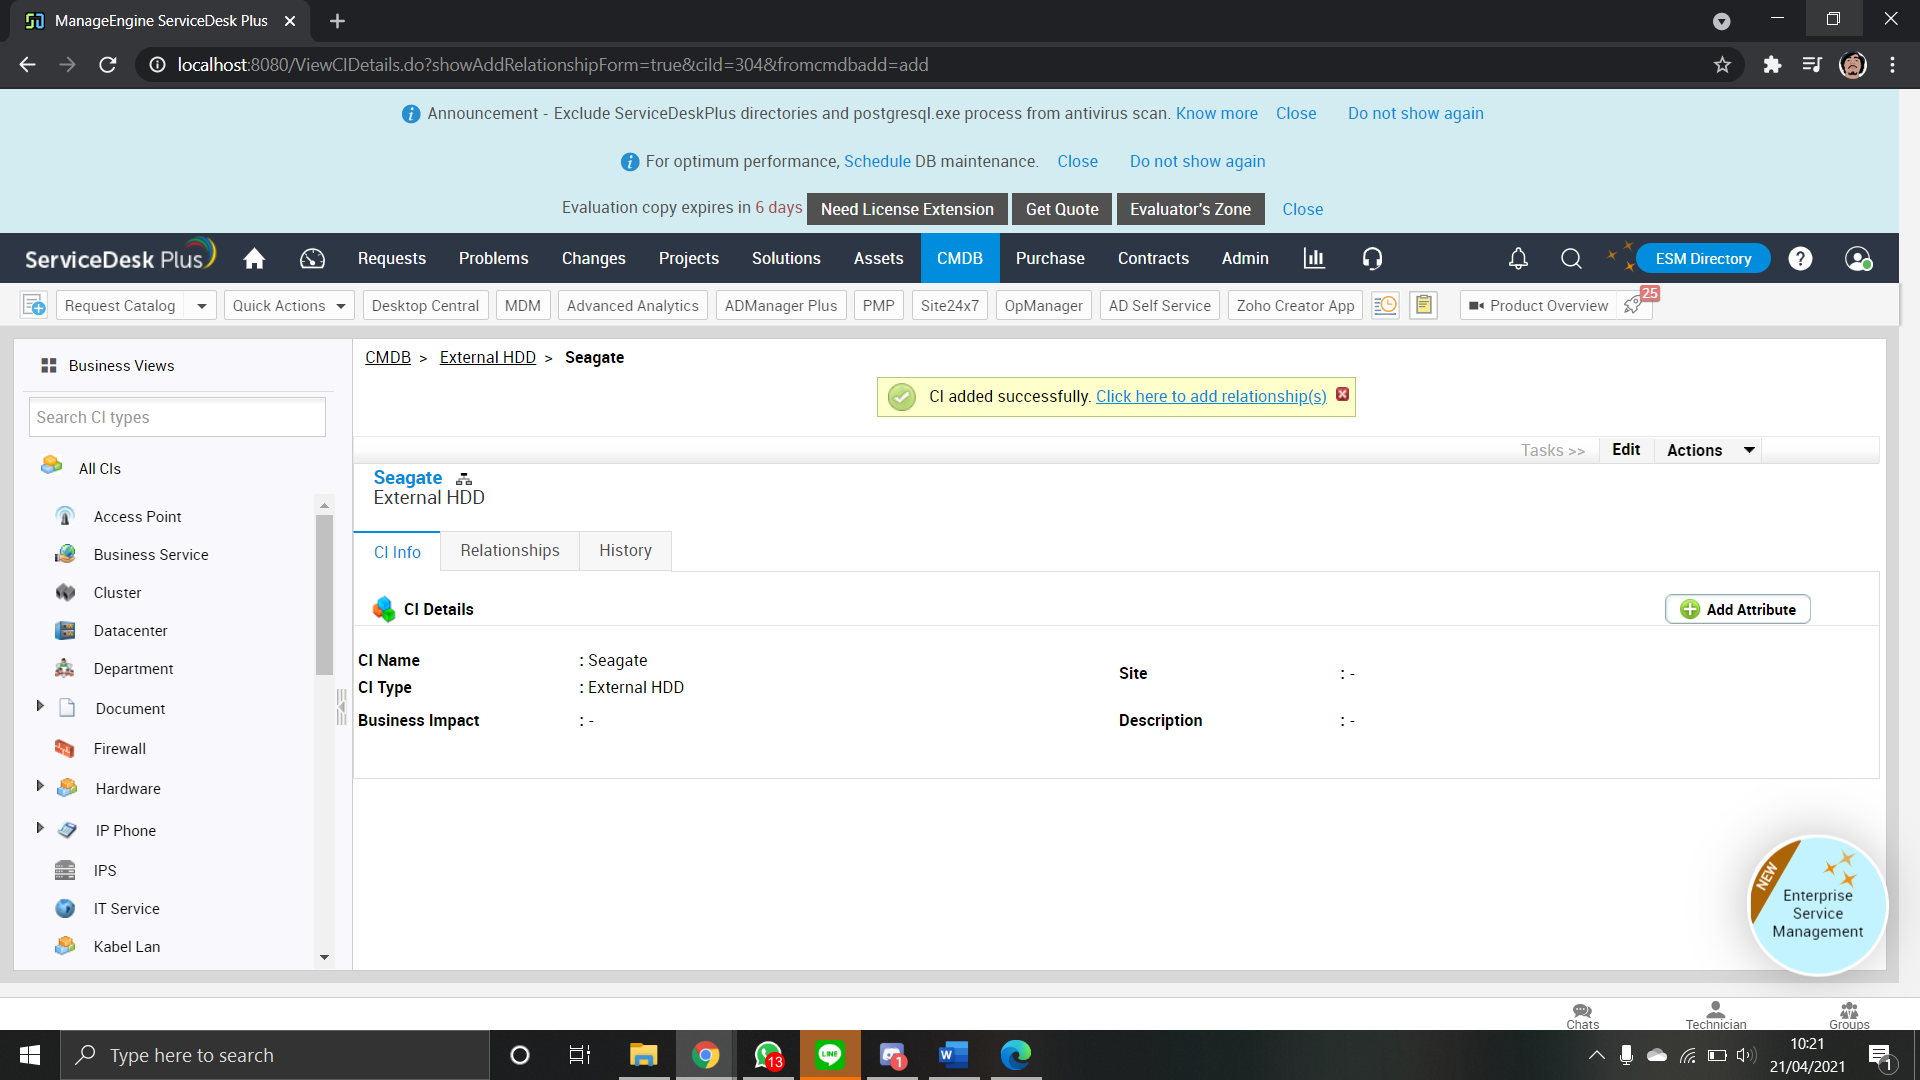 ManageEngine ServiceDesk Plus
localhost:8080/ViewCIDetails.do?showAddRelationshipForm=true&ciId=304&fromcmdbadd=add
Announcement - Exclude ServiceDeskPlus directories and postgresql.exe process from antivirus scan. Know more Close Do not show again
For optimum performance, Schedule DB maintenance. Close Do not show again
Evaluation copy expires in 6 days Need License Extension Get Quote Evaluator's Zone Close
ServiceDesk Plus Requests Problems Changes Projects Solutions Assets CMDB Purchase Contracts Admin ESM Directory ?
Request Catalog Quick Actions Desktop Central MDM Advanced Analytics ADManager Plus PMP Site24x7 OpManager AD Self Service Zoho Creator App Product Overview 25
Business Views
Search CI types
All CIs
Access Point
Business Service
Cluster
Datacenter
Department
Document
Firewall
Hardware
IP Phone
IPS
IT Service
Kabel Lan
CMDB > External HDD > Seagate
CI added successfully. Click here to add relationship(s)
Tasks >> Edit Actions
Seagate
External HDD
CI Info Relationships History
CI Details Add Attribute
CI Name : Seagate
CI Type : External HDD
Business Impact : -
Site : -
Description : -
NEW
Enterprise
Service
Management
Chats Technician Groups
Type here to search
13
LINE
1
W
10:21
21/04/2021
1